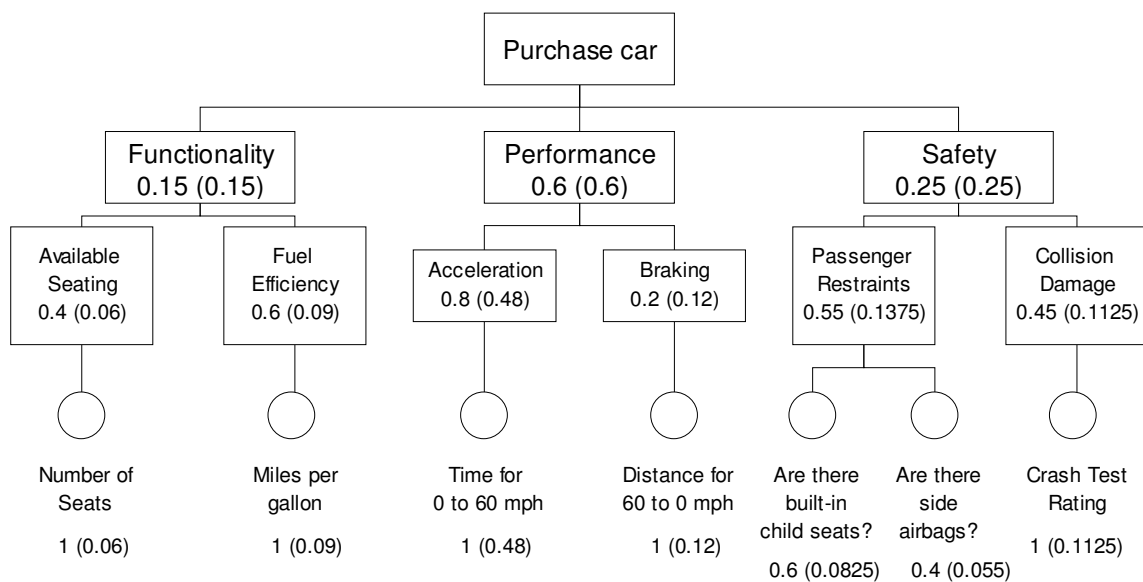 Purchase car
Functionality
0.15 (0.15)
Performance
0.6 (0.6)
Safety
0.25 (0.25)
Available
Seating
0.4 (0.06)
Fuel
Efficiency
0.6 (0.09)
Acceleration
0.8 (0.48)
Braking
0.2 (0.12)
Passenger
Restraints
0.55 (0.1375)
Collision
Damage
0.45 (0.1125)
Number of
Seats
1 (0.06)
Miles per
gallon
1 (0.09)
Time for
0 to 60 mph
1 (0.48)
Distance for
60 to 0 mph
1 (0.12)
Are there
built-in
child seats?
0.6 (0.0825)
Are there
side
airbags?
0.4 (0.055)
Crash Test
Rating
1 (0.1125)